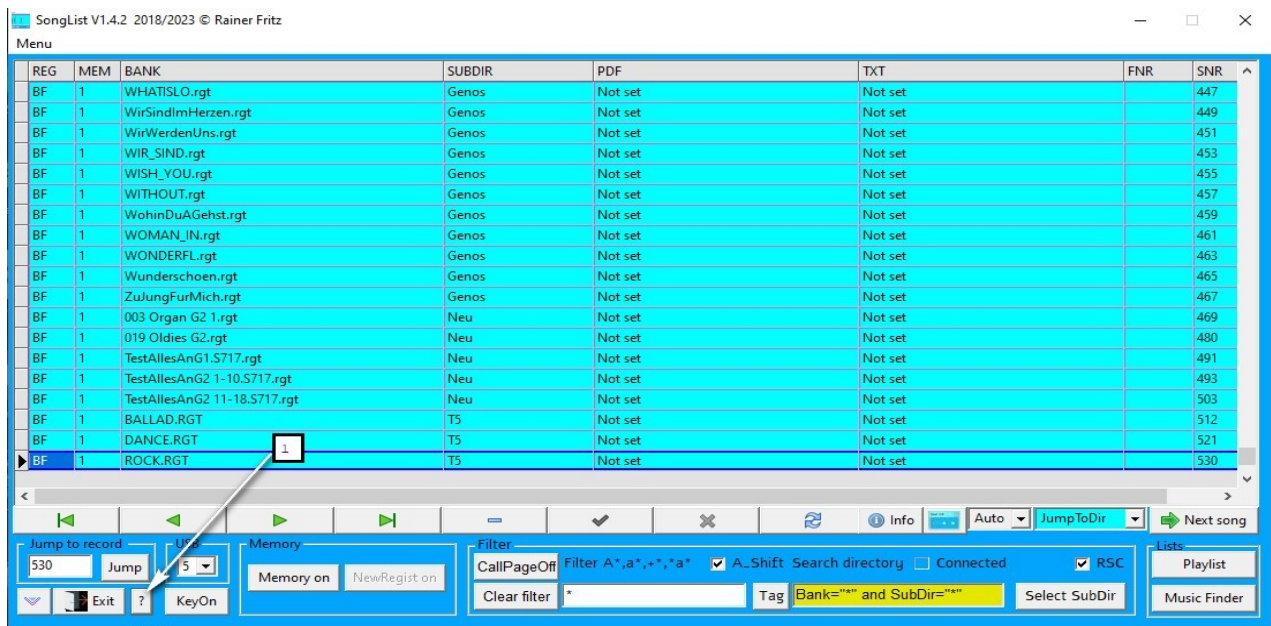 SongList V1.4.2 2018/2023 © Rainer Fritz
Menu
REG MEM BANK SUBDIR PDF TXT FNR SNR
BF 1 WHATISLO.rgt Genos Not set Not set 447
BF 1 WirSindImHerzen.rgt Genos Not set Not set 449
BF 1 WirWerdenUns.rgt Genos Not set Not set 451
BF 1 WIR_SIND.rgt Genos Not set Not set 453
BF 1 WISH_YOU.rgt Genos Not set Not set 455
BF 1 WITHOUT.rgt Genos Not set Not set 457
BF 1 WohinDuAGehst.rgt Genos Not set Not set 459
BF 1 WOMAN_IN.rgt Genos Not set Not set 461
BF 1 WONDERFL.rgt Genos Not set Not set 463
BF 1 Wunderschoen.rgt Genos Not set Not set 465
BF 1 ZuJungFurMich.rgt Genos Not set Not set 467
BF 1 003 Organ G2 1.rgt Neu Not set Not set 469
BF 1 019 Oldies G2.rgt Neu Not set Not set 480
BF 1 TestAllesAnG1.S717.rgt Neu Not set Not set 491
BF 1 TestAllesAnG2 1-10.S717.rgt Neu Not set Not set 493
BF 1 TestAllesAnG2 11-18.S717.rgt Neu Not set Not set 503
BF 1 BALLAD.RGT T5 Not set Not set 512
BF 1 DANCE.RGT T5 Not set Not set 521
1
BF 1 ROCK.RGT T5 Not set Not set 530
Info Auto JumpToDir Next song
Jump to record USB Memory Filter Lists
530 Jump 5 Memory on NewRegist on CallPageOff Filter A*,a*,+*,*a* A_Shift Search directory Connected RSC Playlist
Exit ? KeyOn Clear filter * Tag Bank="*" and SubDir="*" Select SubDir Music Finder